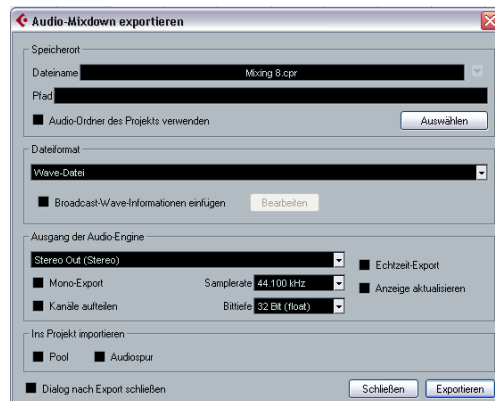 Audio-Mixdown exportieren
Speicherort
Dateiname Mixing 8.cpr
Pfad
Audio-Ordner des Projekts verwenden Auswählen
Dateiformat
Wave-Datei
Broadcast-Wave-Informationen einfügen Bearbeiten
Ausgang der Audio-Engine
Stereo Out (Stereo) Echtzeit-Export
Mono-Export Samplerate 44.100 kHz Anzeige aktualisieren
Kanäle aufteilen Bittiefe 32 Bit (float)
Ins Projekt importieren
Pool Audiospur
Dialog nach Export schließen Schließen Exportieren